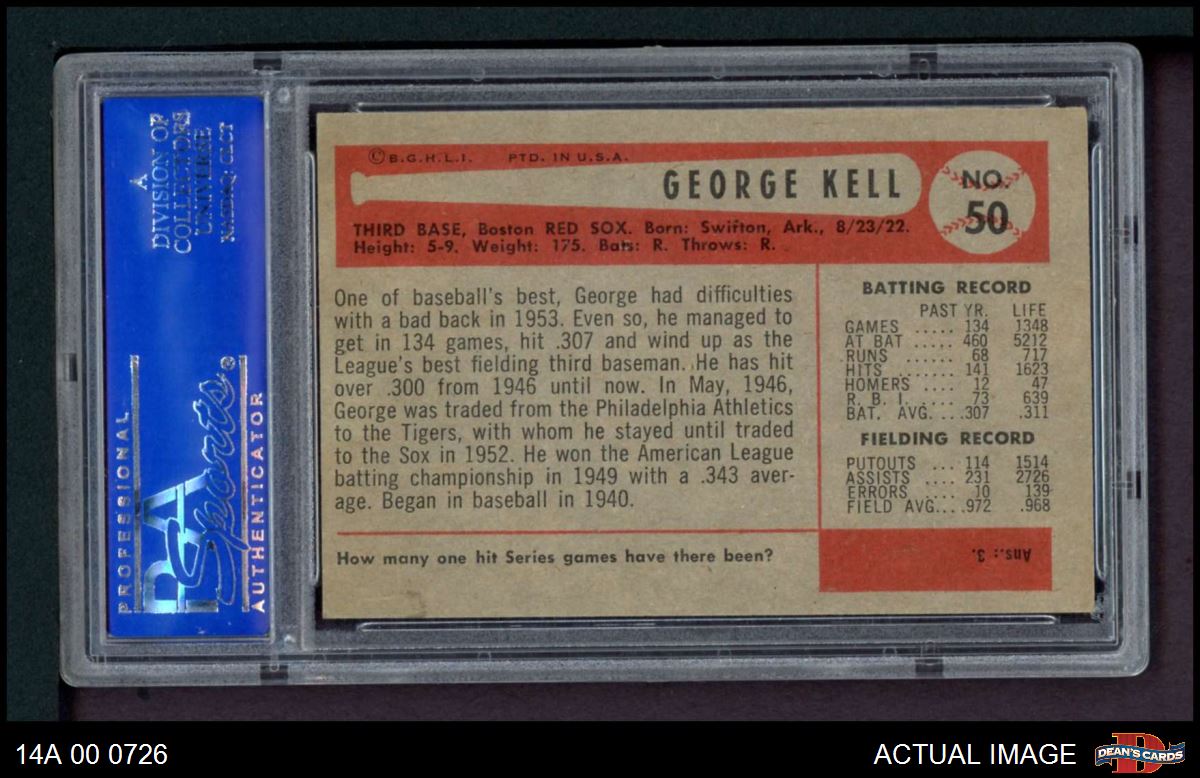 A
DIVISION OF
COLLECTORS
UNIVERSE
NASDAQ: CLCT
PROFESSIONAL
PSA
Sports®
AUTHENTICATOR
© B.G.H.L.I. PTD. IN U.S.A.
GEORGE KELL
NO.
50
THIRD BASE, Boston RED SOX. Born: Swifton, Ark., 8/23/22.
Height: 5-9. Weight: 175. Bats: R. Throws: R.
One of baseball's best, George had difficulties
with a bad back in 1953. Even so, he managed to
get in 134 games, hit .307 and wind up as the
League's best fielding third baseman. He has hit
over .300 from 1946 until now. In May, 1946,
George was traded from the Philadelphia Athletics
to the Tigers, with whom he stayed until traded
to the Sox in 1952. He won the American League
batting championship in 1949 with a .343 aver-
age. Began in baseball in 1940.
BATTING RECORD
PAST YR. LIFE
GAMES ..... 134 1348
AT BAT ..... 460 5212
RUNS ...... 68 717
HITS ...... 141 1623
HOMERS .... 12 47
R. B. I. ..... 73 639
BAT. AVG. ...307 .311
FIELDING RECORD
PUTOUTS ... 114 1514
ASSISTS .... 231 2726
ERRORS .... 10 139
FIELD AVG....972 .968
How many one hit Series games have there been?
Ans.: 3.
14A 00 0726
ACTUAL IMAGE
D
DEAN'S CARDS